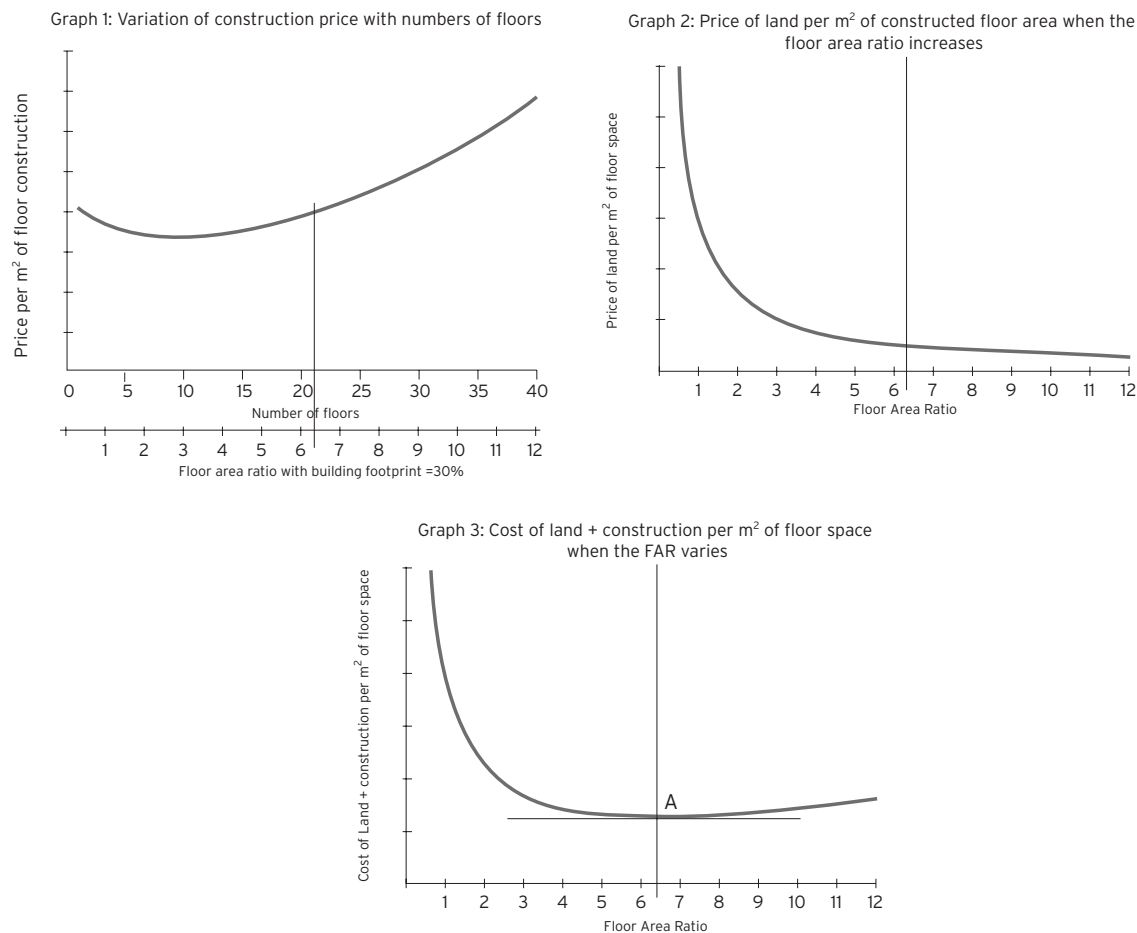 Graph 1: Variation of construction price with numbers of floors
Price per m² of floor construction
0 5 10 15 20 25 30 35 40
Number of floors
1 2 3 4 5 6 7 8 9 10 11 12
Floor area ratio with building footprint =30%
Graph 2: Price of land per m² of constructed floor area when the
floor area ratio increases
Price of land per m² of floor space
1 2 3 4 5 6 7 8 9 10 11 12
Floor Area Ratio
Graph 3: Cost of land + construction per m² of floor space
when the FAR varies
Cost of Land + construction per m² of floor space
A
1 2 3 4 5 6 7 8 9 10 11 12
Floor Area Ratio